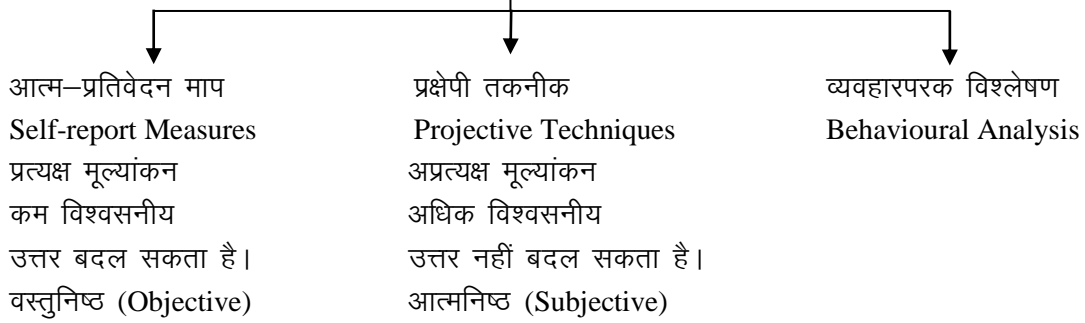 आत्म–प्रतिवेदन माप
Self-report Measures
प्रत्यक्ष मूल्यांकन
कम विश्वसनीय
उत्तर बदल सकता है।
वस्तुनिष्ठ (Objective)
प्रक्षेपी तकनीक
Projective Techniques
अप्रत्यक्ष मूल्यांकन
अधिक विश्वसनीय
उत्तर नहीं बदल सकता है।
आत्मनिष्ठ (Subjective)
व्यवहारपरक विश्लेषण
Behavioural Analysis